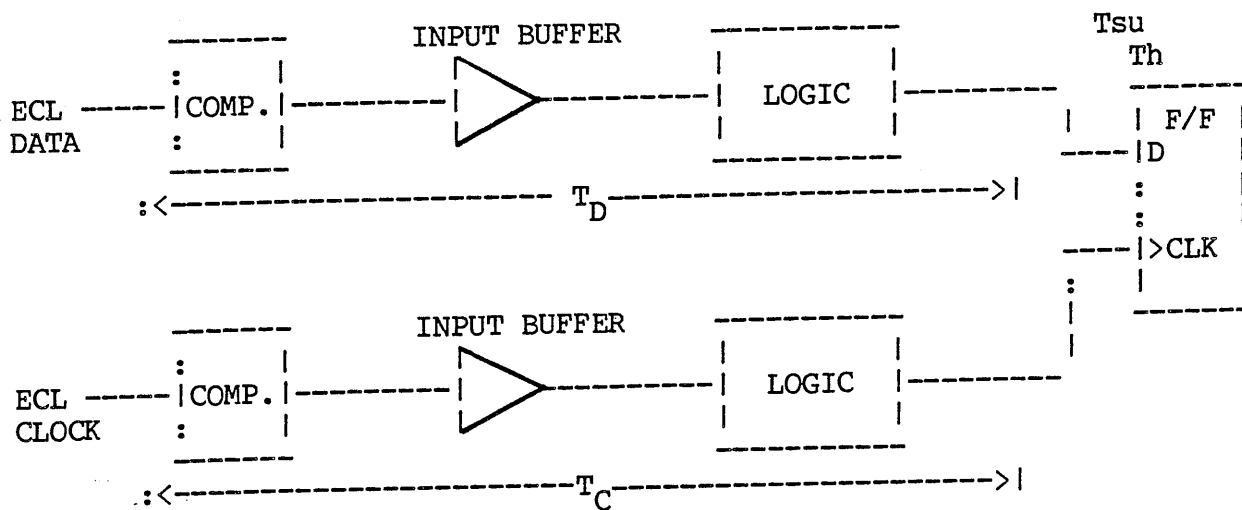 INPUT BUFFER
Tsu
Th
ECL
DATA
COMP.
LOGIC
F/F
D
T_D
>CLK
INPUT BUFFER
ECL
CLOCK
COMP.
LOGIC
T_C